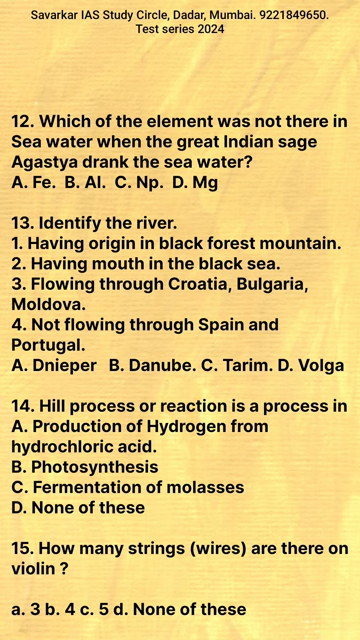 Savarkar IAS Study Circle, Dadar, Mumbai. 9221849650.
Test series 2024
12. Which of the element was not there in
Sea water when the great Indian sage
Agastya drank the sea water?
A. Fe. B. Al. C. Np. D. Mg
13. Identify the river.
1. Having origin in black forest mountain.
2. Having mouth in the black sea.
3. Flowing through Croatia, Bulgaria,
Moldova.
4. Not flowing through Spain and
Portugal.
A. Dnieper B. Danube. C. Tarim. D. Volga
14. Hill process or reaction is a process in
A. Production of Hydrogen from
hydrochloric acid.
B. Photosynthesis
C. Fermentation of molasses
D. None of these
15. How many strings (wires) are there on
violin ?
a. 3 b. 4 c. 5 d. None of these